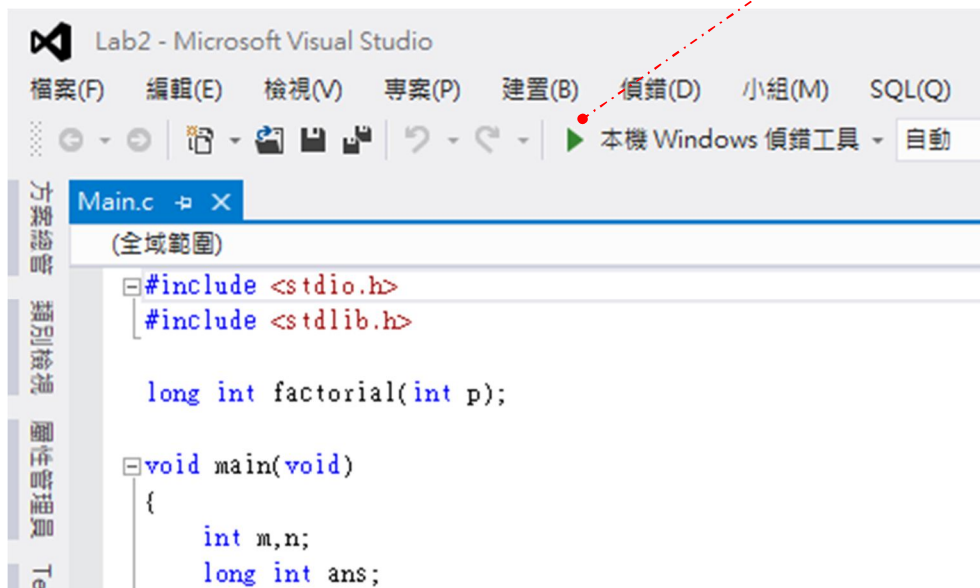 Lab2 - Microsoft Visual Studio
檔案(F) 編輯(E) 檢視(V) 專案(P) 建置(B) 偵錯(D) 小組(M) SQL(Q)
本機 Windows 偵錯工具 自動
Main.c
(全域範圍)
#include <stdio.h>
#include <stdlib.h>
long int factorial(int p);
void main(void)
{
int m,n;
long int ans;
方案總管
類別檢視
屬性管理員
Te